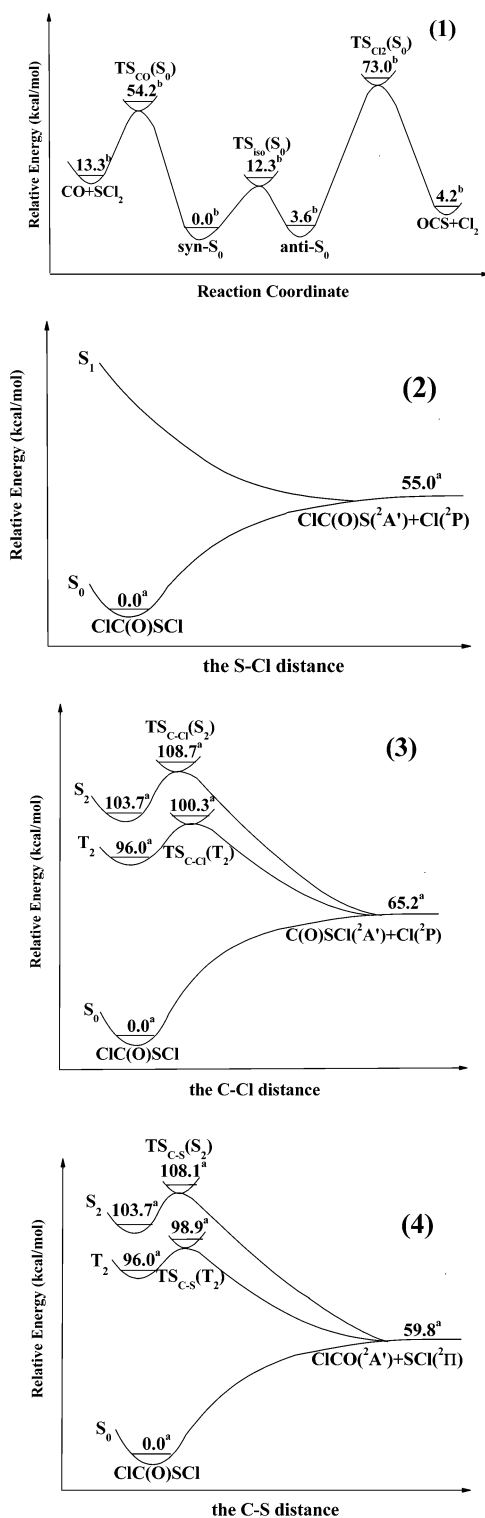 (1)
TS_CO(S_0)
54.2^b
TS_Cl2(S_0)
73.0^b
TS_iso(S_0)
12.3^b
13.3^b
CO+SCl_2
0.0^b
syn-S_0
3.6^b
anti-S_0
4.2^b
OCS+Cl_2
Relative Energy (kcal/mol)
Reaction Coordinate
(2)
S_1
55.0^a
ClC(O)S(^2A')+Cl(^2P)
S_0
0.0^a
ClC(O)SCl
Relative Energy (kcal/mol)
the S-Cl distance
(3)
TS_C-Cl(S_2)
108.7^a
S_2
103.7^a
100.3^a
T_2
96.0^a
TS_C-Cl(T_2)
65.2^a
C(O)SCl(^2A')+Cl(^2P)
S_0
0.0^a
ClC(O)SCl
Relative Energy (kcal/mol)
the C-Cl distance
(4)
TS_C-S(S_2)
108.1^a
S_2
103.7^a
98.9^a
T_2
96.0^a
TS_C-S(T_2)
59.8^a
ClCO(^2A')+SCl(^2Π)
S_0
0.0^a
ClC(O)SCl
Relative Energy (kcal/mol)
the C-S distance